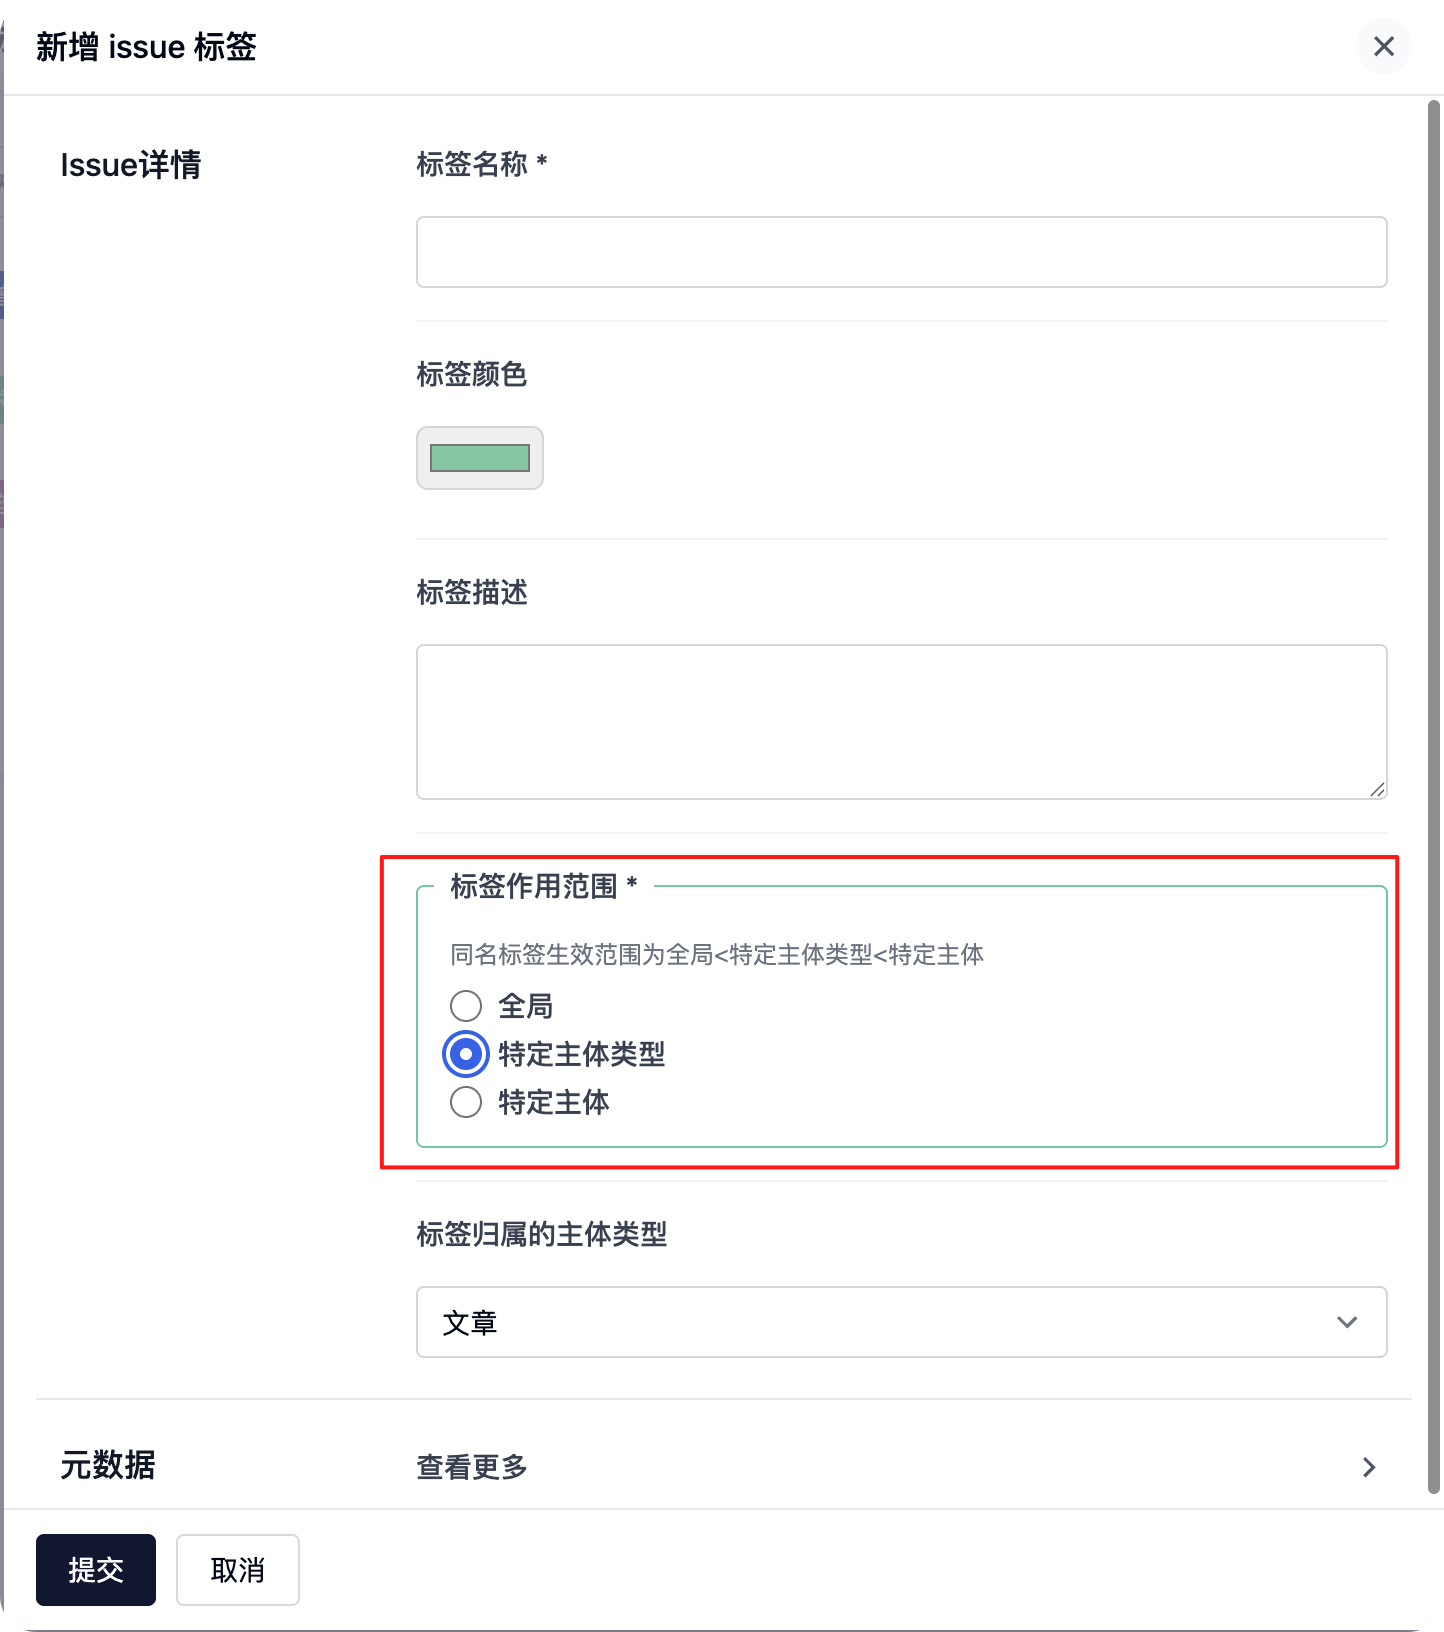 新增 issue 标签
Issue详情
标签名称 *
标签颜色
标签描述
标签作用范围 *
同名标签生效范围为全局<特定主体类型<特定主体
全局
特定主体类型
特定主体
标签归属的主体类型
文章
元数据
查看更多
提交
取消